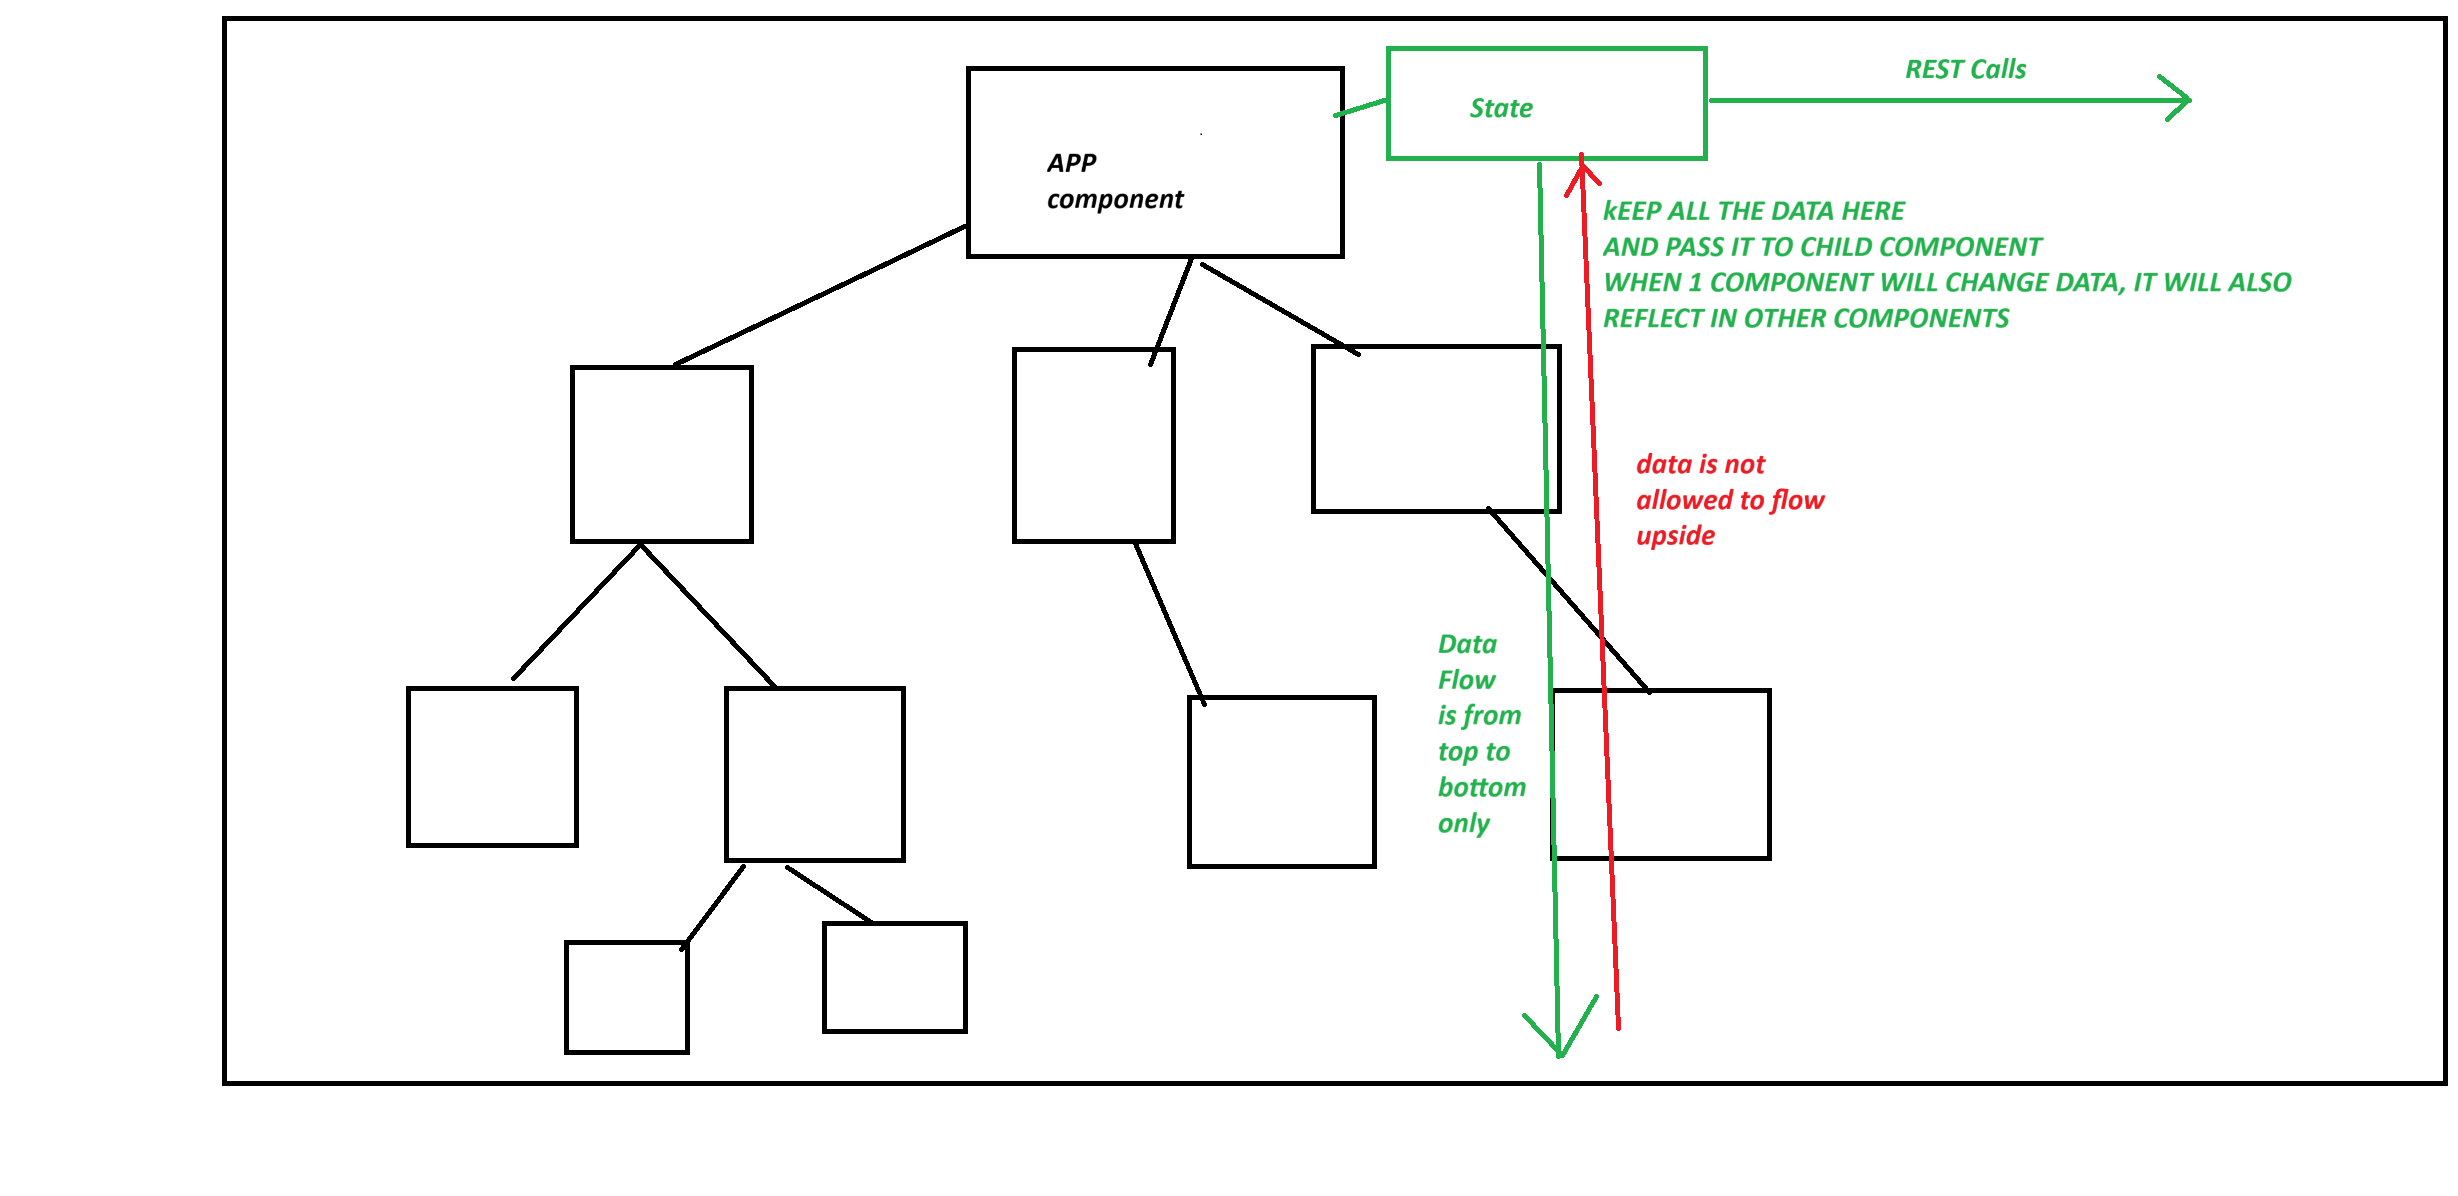 REST Calls
State
APP
component
kEEP ALL THE DATA HERE
AND PASS IT TO CHILD COMPONENT
WHEN 1 COMPONENT WILL CHANGE DATA, IT WILL ALSO
REFLECT IN OTHER COMPONENTS
data is not
allowed to flow
upside
Data
Flow
is from
top to
bottom
only